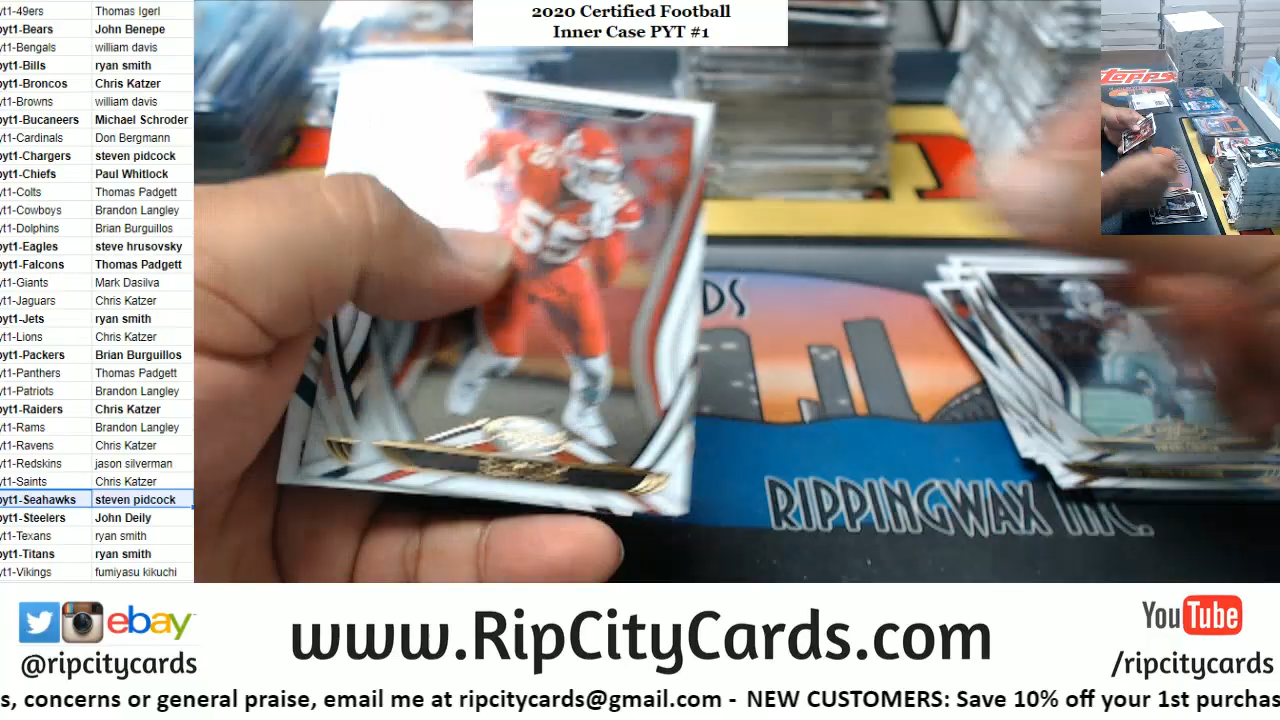 yt1-49ers Thomas Igerl
pyt1-Bears John Benepe
yt1-Bengals william davis
pyt1-Bills ryan smith
pyt1-Broncos Chris Katzer
yt1-Browns william davis
pyt1-Bucaneers Michael Schroder
yt1-Cardinals Don Bergmann
pyt1-Chargers steven pidcock
pyt1-Chiefs Paul Whitlock
yt1-Colts Thomas Padgett
yt1-Cowboys Brandon Langley
yt1-Dolphins Brian Burguillos
pyt1-Eagles steve hrusovsky
pyt1-Falcons Thomas Padgett
yt1-Giants Mark Dasilva
yt1-Jaguars Chris Katzer
pyt1-Jets ryan smith
yt1-Lions Chris Katzer
pyt1-Packers Brian Burguillos
yt1-Panthers Thomas Padgett
yt1-Patriots Brandon Langley
pyt1-Raiders Chris Katzer
yt1-Rams Brandon Langley
yt1-Ravens Chris Katzer
yt1-Redskins jason silverman
yt1-Saints Chris Katzer
pyt1-Seahawks steven pidcock
pyt1-Steelers John Deily
yt1-Texans ryan smith
pyt1-Titans ryan smith
yt1-Vikings fumiyasu kikuchi
2020 Certified Football
Inner Case PYT #1
Topps
55
DS
RIPPINGWAX INC.
ebay
@ripcitycards
www.RipCityCards.com
YouTube
/ripcitycards
s, concerns or general praise, email me at ripcitycards@gmail.com - NEW CUSTOMERS: Save 10% off your 1st purchas